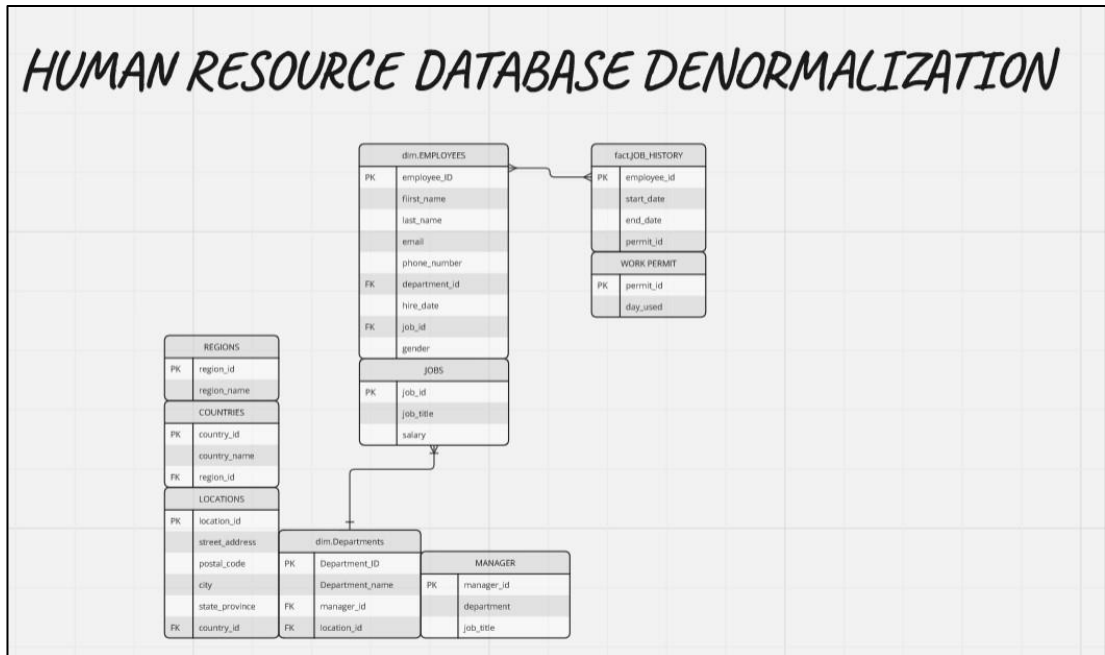 HUMAN RESOURCE DATABASE DENORMALIZATION
dim.EMPLOYEES
PK employee_ID
fiirst_name
last_name
email
phone_number
FK department_id
hire_date
FK job_id
gender
JOBS
PK job_id
job_title
salary
fact.JOB_HISTORY
PK employee_id
start_date
end_date
permit_id
WORK PERMIT
PK permit_id
day_used
REGIONS
PK region_id
region_name
COUNTRIES
PK country_id
country_name
FK region_id
LOCATIONS
PK location_id
street_address
postal_code
city
state_province
FK country_id
dim.Departments
PK Department_ID
Department_name
FK manager_id
FK location_id
MANAGER
PK manager_id
department
job_title